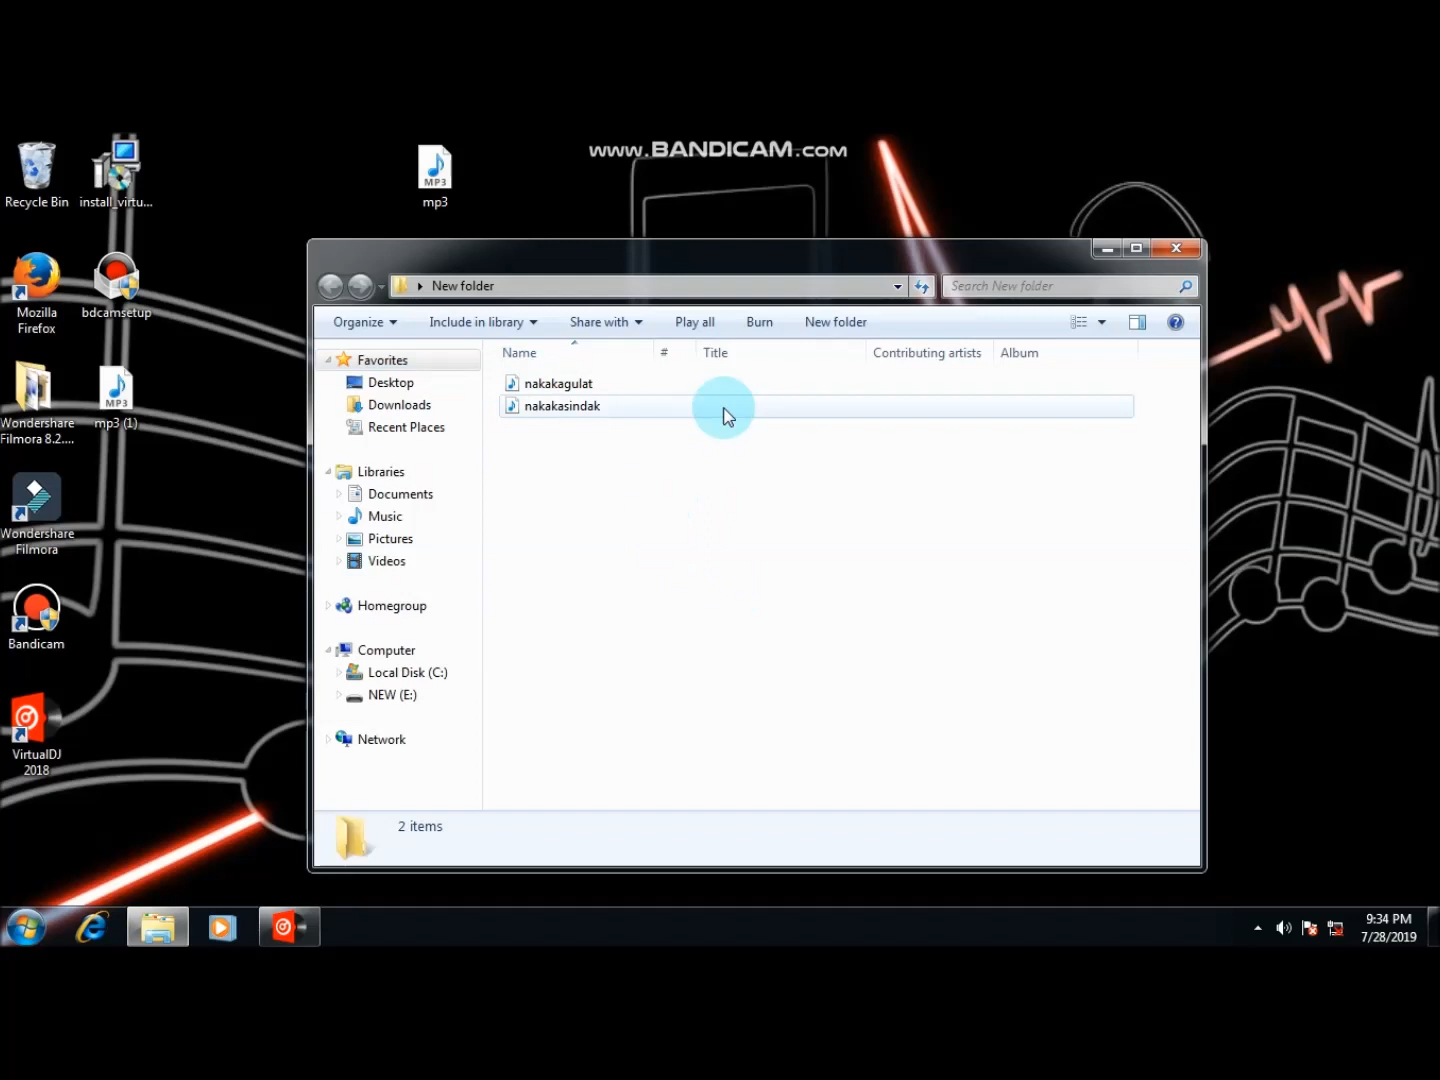 www.BANDICAM.com
Recycle Bin
install_virtu...
mp3
Mozilla
Firefox
bdcamsetup
Wondershare
Filmora 8.2....
mp3 (1)
Wondershare
Filmora
Bandicam
VirtualDJ
2018
MP3
MP3
New folder
Search New folder
Organize
Include in library
Share with
Play all
Burn
New folder
Favorites
Desktop
Downloads
Recent Places
Libraries
Documents
Music
Pictures
Videos
Homegroup
Computer
Local Disk (C:)
NEW (E:)
Network
Name
#
Title
Contributing artists
Album
nakakagulat
nakakasindak
2 items
9:34 PM
7/28/2019